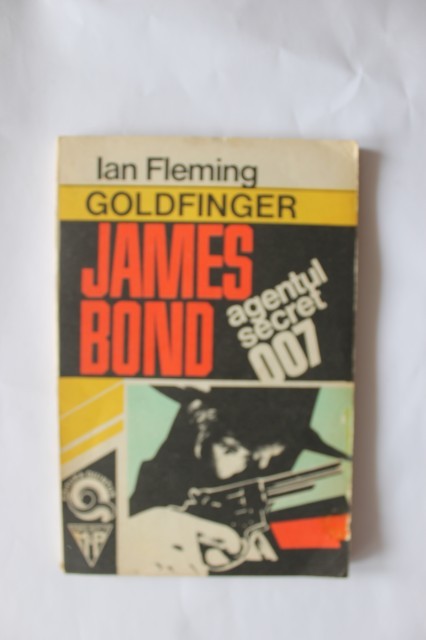 Ian Fleming
GOLDFINGER
JAMES
BOND
agentul
secret
007